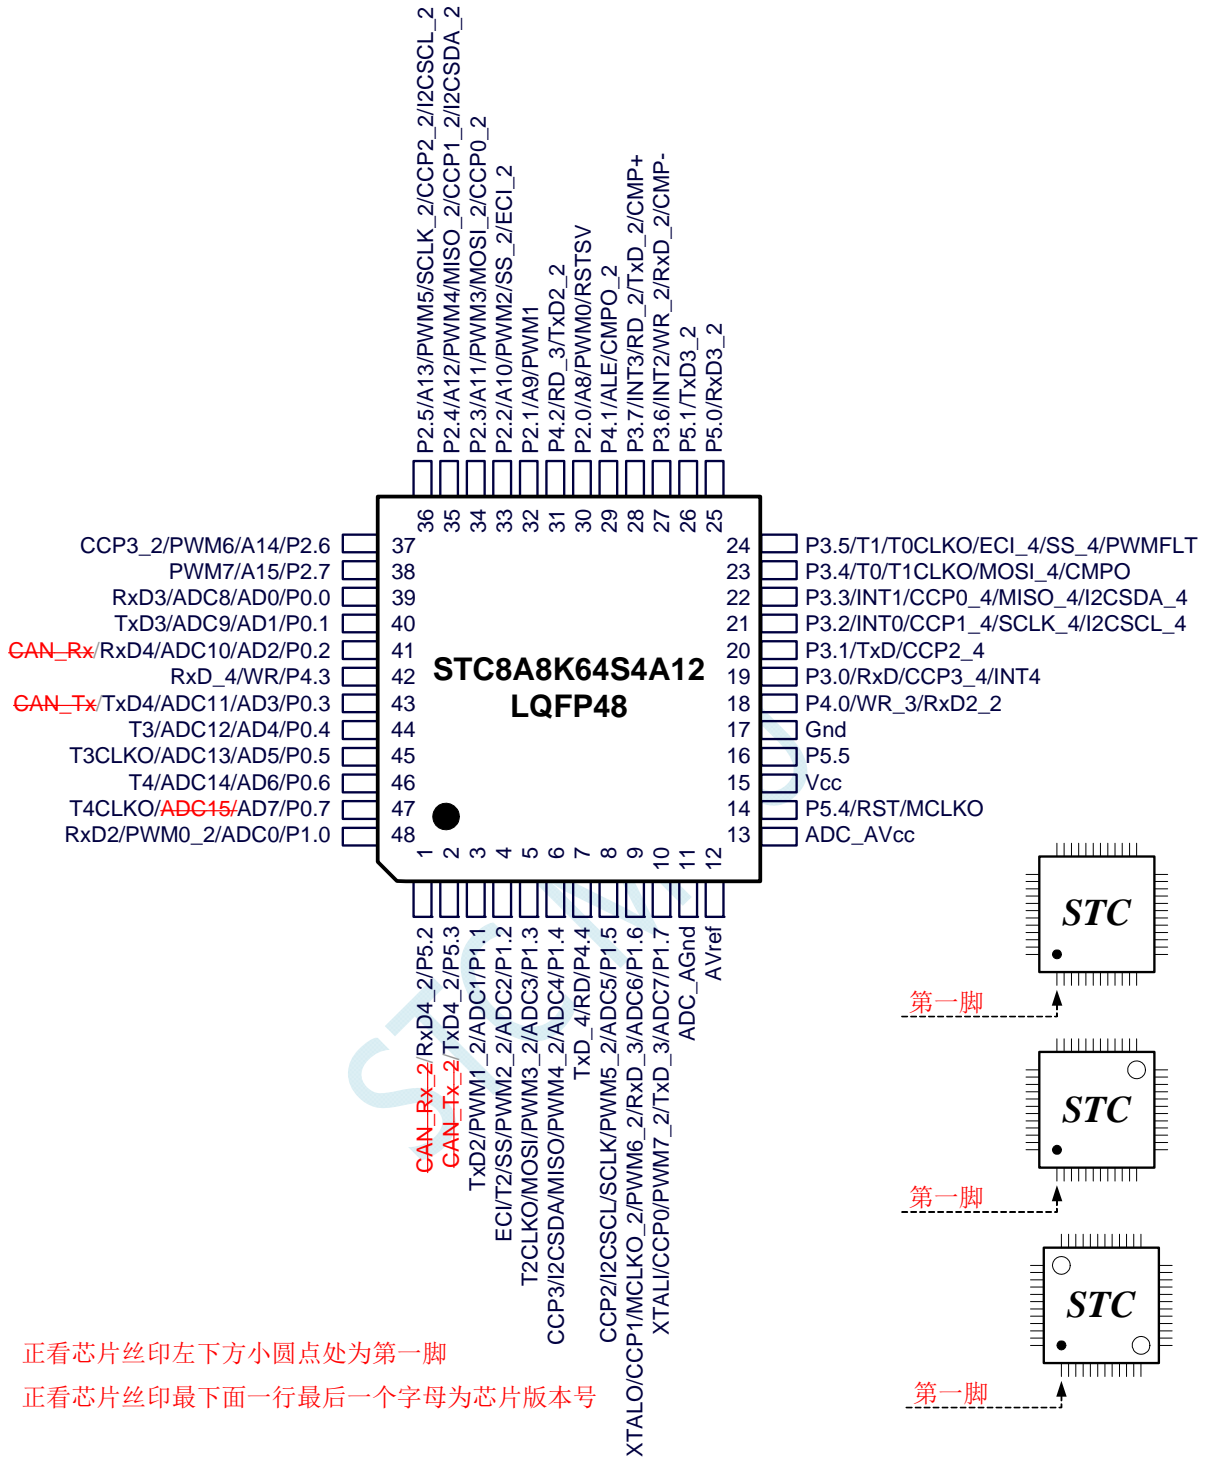 P2.5/A13/PWM5/SCLK_2/CCP2_2/I2CSCL_2
P2.4/A12/PWM4/MISO_2/CCP1_2/I2CSDA_2
P2.3/A11/PWM3/MOSI_2/CCP0_2
P2.2/A10/PWM2/SS_2/ECI_2
P2.1/A9/PWM1
P4.2/RD_3/TxD2_2
P2.0/A8/PWM0/RSTSV
P4.1/ALE/CMPO_2
P3.7/INT3/RD_2/TxD_2/CMP+
P3.6/INT2/WR_2/RxD_2/CMP-
P5.1/TxD3_2
P5.0/RxD3_2
36 35 34 33 32 31 30 29 28 27 26 25
CCP3_2/PWM6/A14/P2.6 37
PWM7/A15/P2.7 38
RxD3/ADC8/AD0/P0.0 39
TxD3/ADC9/AD1/P0.1 40
CAN_Rx/RxD4/ADC10/AD2/P0.2 41
RxD_4/WR/P4.3 42
CAN_Tx/TxD4/ADC11/AD3/P0.3 43
T3/ADC12/AD4/P0.4 44
T3CLKO/ADC13/AD5/P0.5 45
T4/ADC14/AD6/P0.6 46
T4CLKO/ADC15/AD7/P0.7 47
RxD2/PWM0_2/ADC0/P1.0 48
STC8A8K64S4A12
LQFP48
24 P3.5/T1/T0CLKO/ECI_4/SS_4/PWMFLT
23 P3.4/T0/T1CLKO/MOSI_4/CMPO
22 P3.3/INT1/CCP0_4/MISO_4/I2CSDA_4
21 P3.2/INT0/CCP1_4/SCLK_4/I2CSCL_4
20 P3.1/TxD/CCP2_4
19 P3.0/RxD/CCP3_4/INT4
18 P4.0/WR_3/RxD2_2
17 Gnd
16 P5.5
15 Vcc
14 P5.4/RST/MCLKO
13 ADC_AVcc
1 2 3 4 5 6 7 8 9 10 11 12
CAN_Rx_2/RxD4_2/P5.2
CAN_Tx_2/TxD4_2/P5.3
TxD2/PWM1_2/ADC1/P1.1
ECI/T2/SS/PWM2_2/ADC2/P1.2
T2CLKO/MOSI/PWM3_2/ADC3/P1.3
CCP3/I2CSDA/MISO/PWM4_2/ADC4/P1.4
TxD_4/RD/P4.4
CCP2/I2CSCL/SCLK/PWM5_2/ADC5/P1.5
XTALO/CCP1/MCLKO_2/PWM6_2/RxD_3/ADC6/P1.6
XTALI/CCP0/PWM7_2/TxD_3/ADC7/P1.7
ADC_AGnd
AVref
STC
第一脚
STC
第一脚
STC
第一脚
正看芯片丝印左下方小圆点处为第一脚
正看芯片丝印最下面一行最后一个字母为芯片版本号